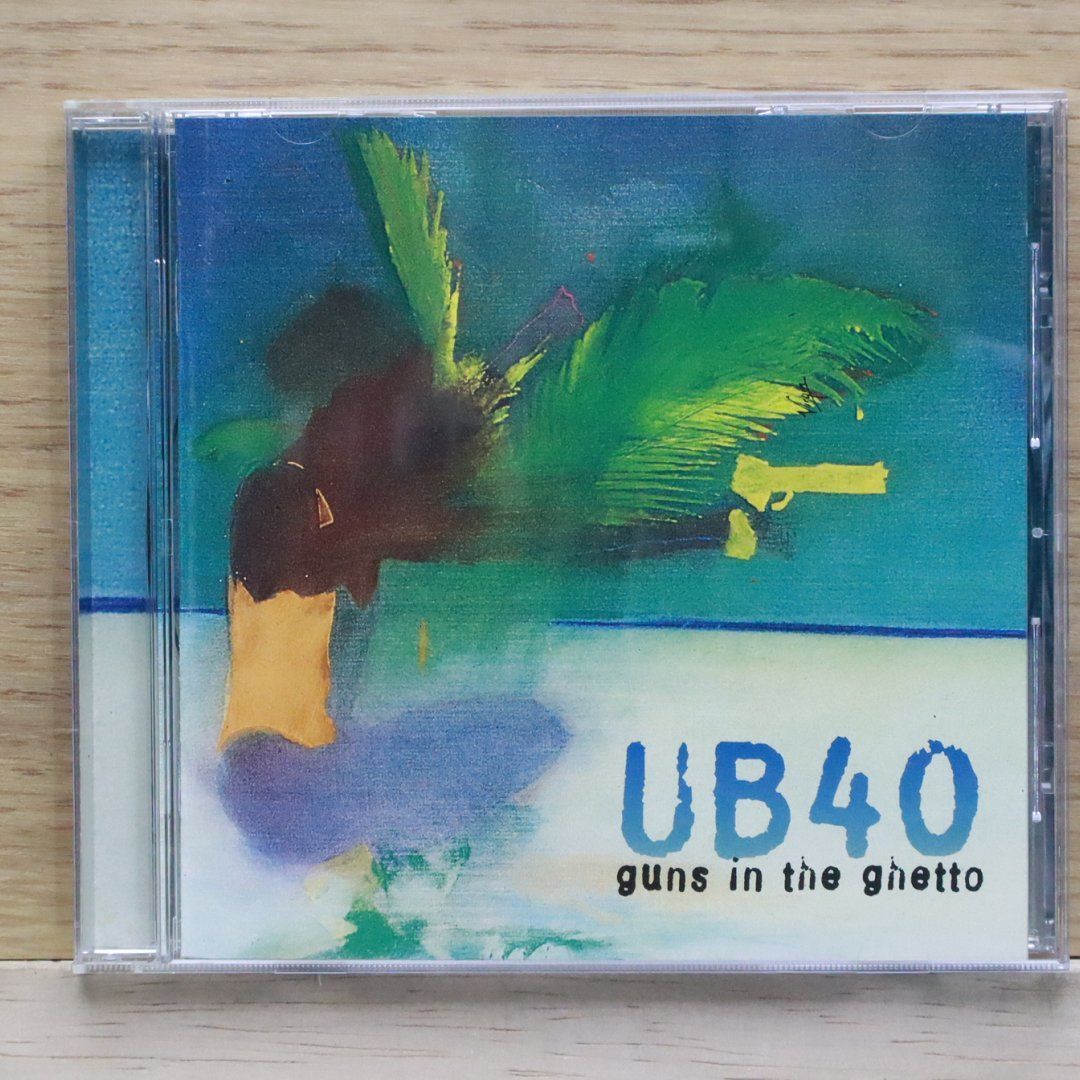 UB40
guns in the ghetto